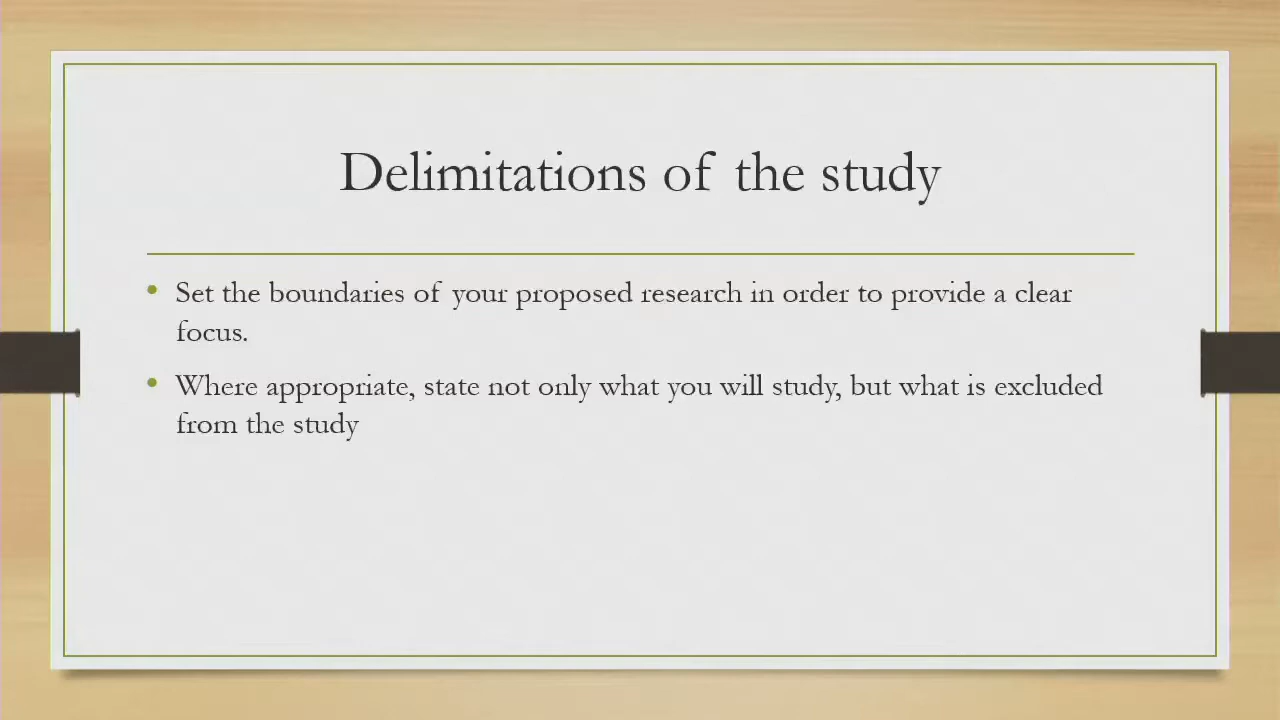 Delimitations of the study
• Set the boundaries of your proposed research in order to provide a clear
focus.
• Where appropriate, state not only what you will study, but what is excluded
from the study